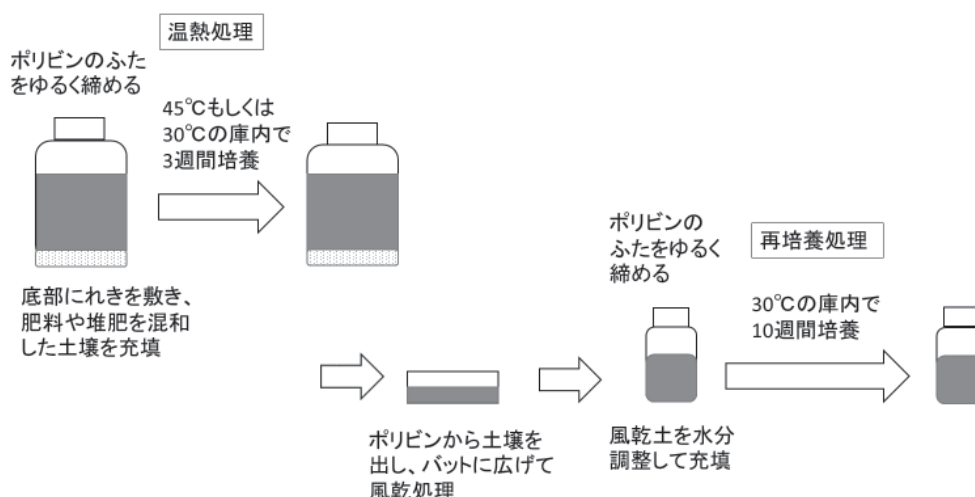 温熱処理
ポリビンのふた
をゆるく締める
45℃もしくは
30℃の庫内で
3週間培養
底部にれきを敷き、
肥料や堆肥を混和
した土壌を充填
ポリビンから土壌を
出し、バットに広げて
風乾処理
ポリビンの
ふたをゆるく
締める
風乾土を水分
調整して充填
再培養処理
30℃の庫内で
10週間培養